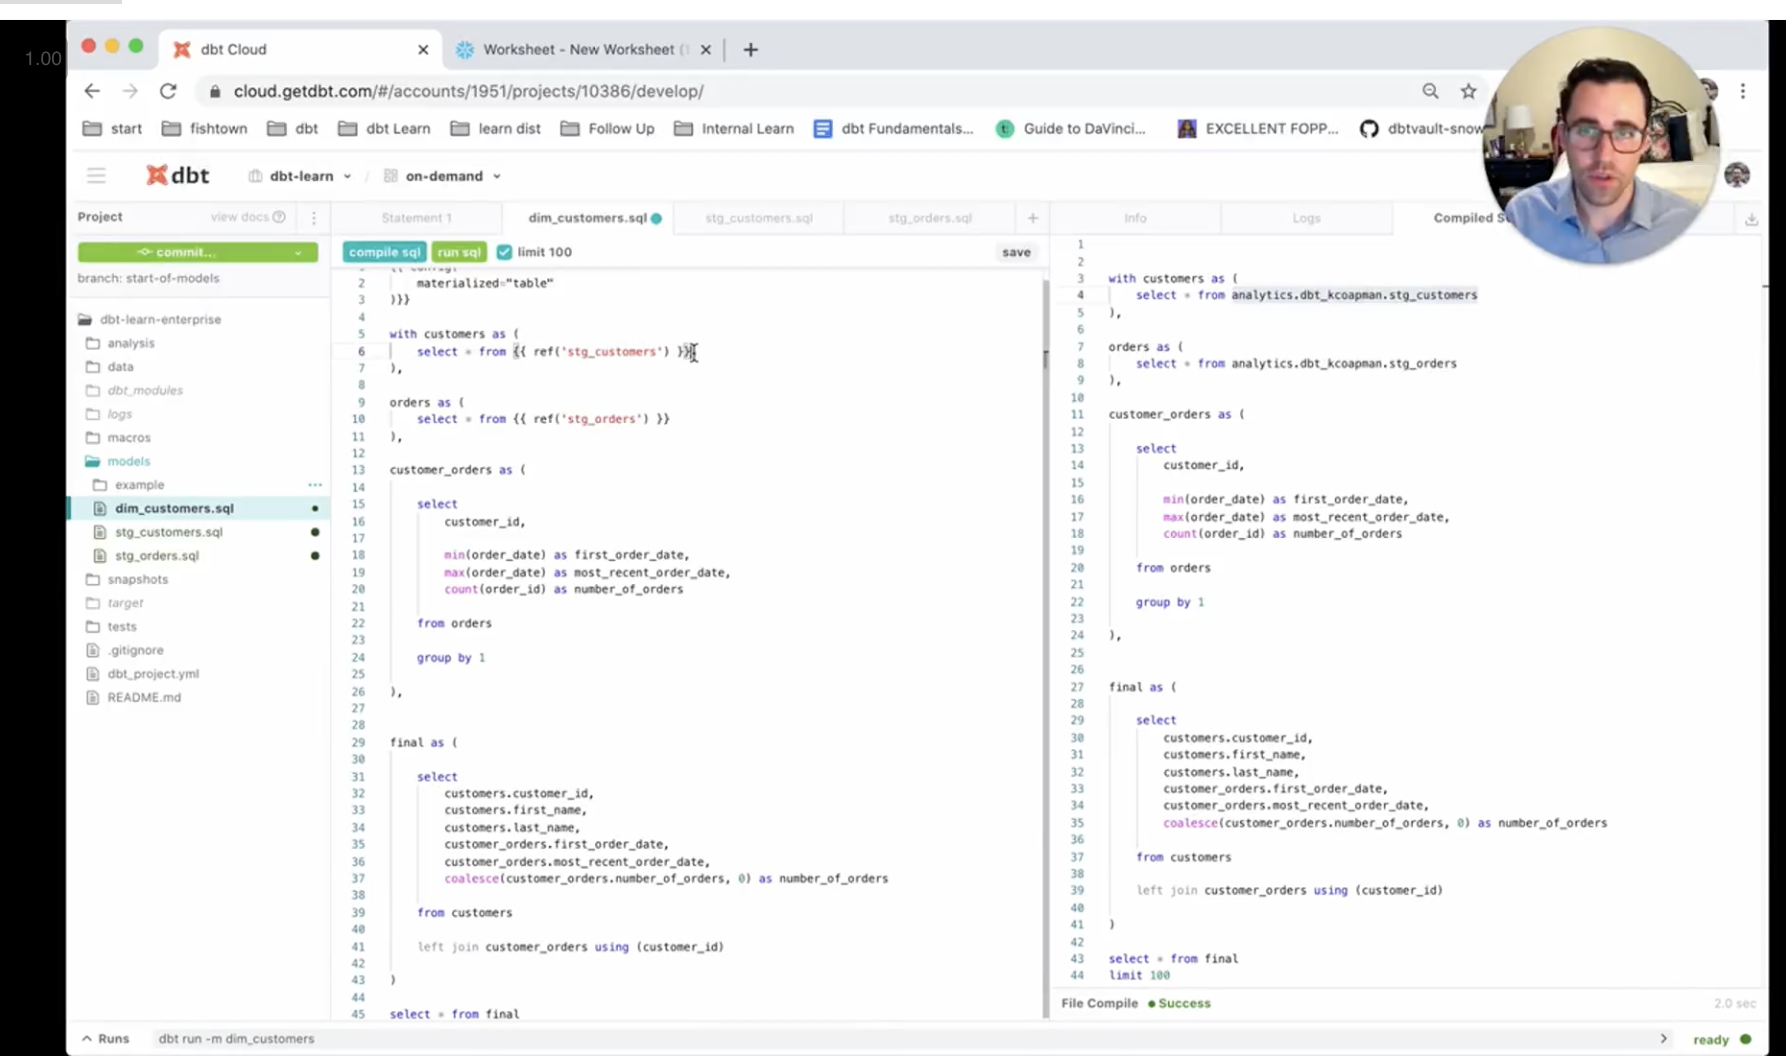 1.00
dbt Cloud
Worksheet - New Worksheet (
cloud.getdbt.com/#/accounts/1951/projects/10386/develop/
start fishtown dbt dbt Learn learn dist Follow Up Internal Learn dbt Fundamentals... Guide to DaVinci... EXCELLENT FOPP... dbtvault-snow
dbt dbt-learn / on-demand
Project view docs
commit...
branch: start-of-models
dbt-learn-enterprise
analysis
data
dbt_modules
logs
macros
models
example ...
dim_customers.sql
stg_customers.sql
stg_orders.sql
snapshots
target
tests
.gitignore
dbt_project.yml
README.md
Statement 1 dim_customers.sql stg_customers.sql stg_orders.sql +
compile sql run sql limit 100 save
2 materialized="table"
3 )}}
4
5 with customers as (
6 select * from {{ ref('stg_customers') }}
7 ),
8
9 orders as (
10 select * from {{ ref('stg_orders') }}
11 ),
12
13 customer_orders as (
14
15 select
16 customer_id,
17
18 min(order_date) as first_order_date,
19 max(order_date) as most_recent_order_date,
20 count(order_id) as number_of_orders
21
22 from orders
23
24 group by 1
25
26 ),
27
28
29 final as (
30
31 select
32 customers.customer_id,
33 customers.first_name,
34 customers.last_name,
35 customer_orders.first_order_date,
36 customer_orders.most_recent_order_date,
37 coalesce(customer_orders.number_of_orders, 0) as number_of_orders
38
39 from customers
40
41 left join customer_orders using (customer_id)
42
43 )
44
45 select * from final
Info Logs Compiled S
1
2
3 with customers as (
4 select * from analytics.dbt_kcoapman.stg_customers
5 ),
6
7 orders as (
8 select * from analytics.dbt_kcoapman.stg_orders
9 ),
10
11 customer_orders as (
12
13 select
14 customer_id,
15
16 min(order_date) as first_order_date,
17 max(order_date) as most_recent_order_date,
18 count(order_id) as number_of_orders
19
20 from orders
21
22 group by 1
23
24 ),
25
26
27 final as (
28
29 select
30 customers.customer_id,
31 customers.first_name,
32 customers.last_name,
33 customer_orders.first_order_date,
34 customer_orders.most_recent_order_date,
35 coalesce(customer_orders.number_of_orders, 0) as number_of_orders
36
37 from customers
38
39 left join customer_orders using (customer_id)
40
41 )
42
43 select * from final
44 limit 100
File Compile Success 2.0 sec
Runs dbt run -m dim_customers ready